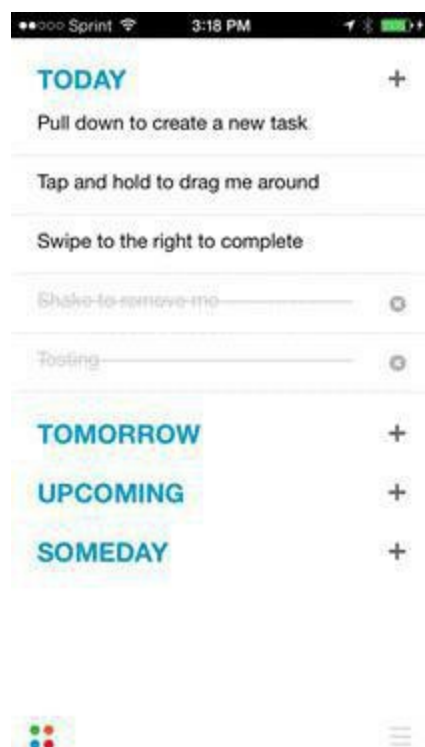 Sprint 3:18 PM
TODAY +
Pull down to create a new task
Tap and hold to drag me around
Swipe to the right to complete
Shake to remove me
Testing
TOMORROW +
UPCOMING +
SOMEDAY +